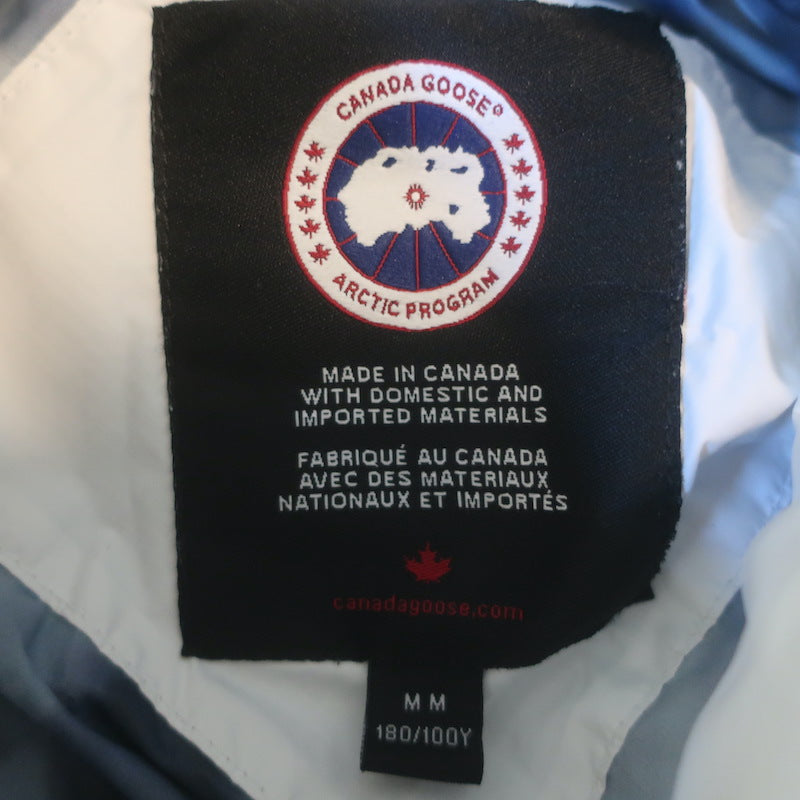 CANADA GOOSE®
ARCTIC PROGRAM
MADE IN CANADA
WITH DOMESTIC AND
IMPORTED MATERIALS
FABRIQUÉ AU CANADA
AVEC DES MATERIAUX
NATIONAUX ET IMPORTÉS
canadagoose.com
M M
180/100Y